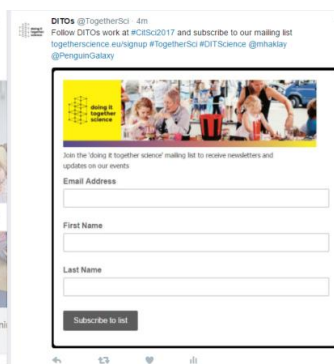 DITOs @TogetherSci · 4m
Follow DITOs work at #CitSci2017 and subscribe to our mailing list
togetherscience.eu/signup #TogetherSci #DITScience @mhaklay
@PenguinGalaxy
doing it
together
science
Join the 'doing it together science' mailing list to receive newsletters and
updates on our events
Email Address
First Name
Last Name
Subscribe to list